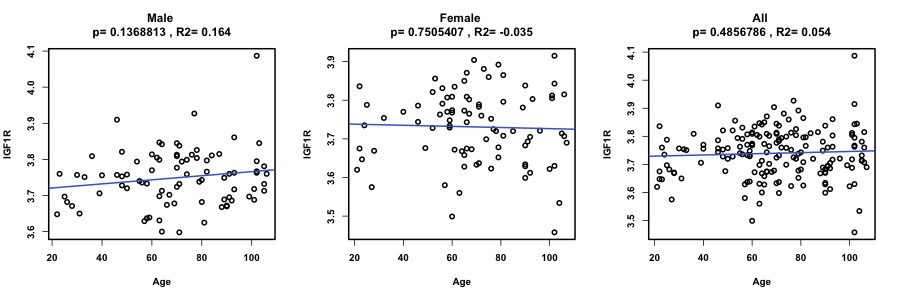 Male
p= 0.1368813 , R2= 0.164
IGF1R
4.1
4.0
3.9
3.8
3.7
3.6
20 40 60 80 100
Age
Female
p= 0.7505407 , R2= -0.035
IGF1R
3.9
3.8
3.7
3.6
3.5
20 40 60 80 100
Age
All
p= 0.4856786 , R2= 0.054
IGF1R
4.1
3.9
3.8
3.7
3.6
3.5
20 40 60 80 100
Age